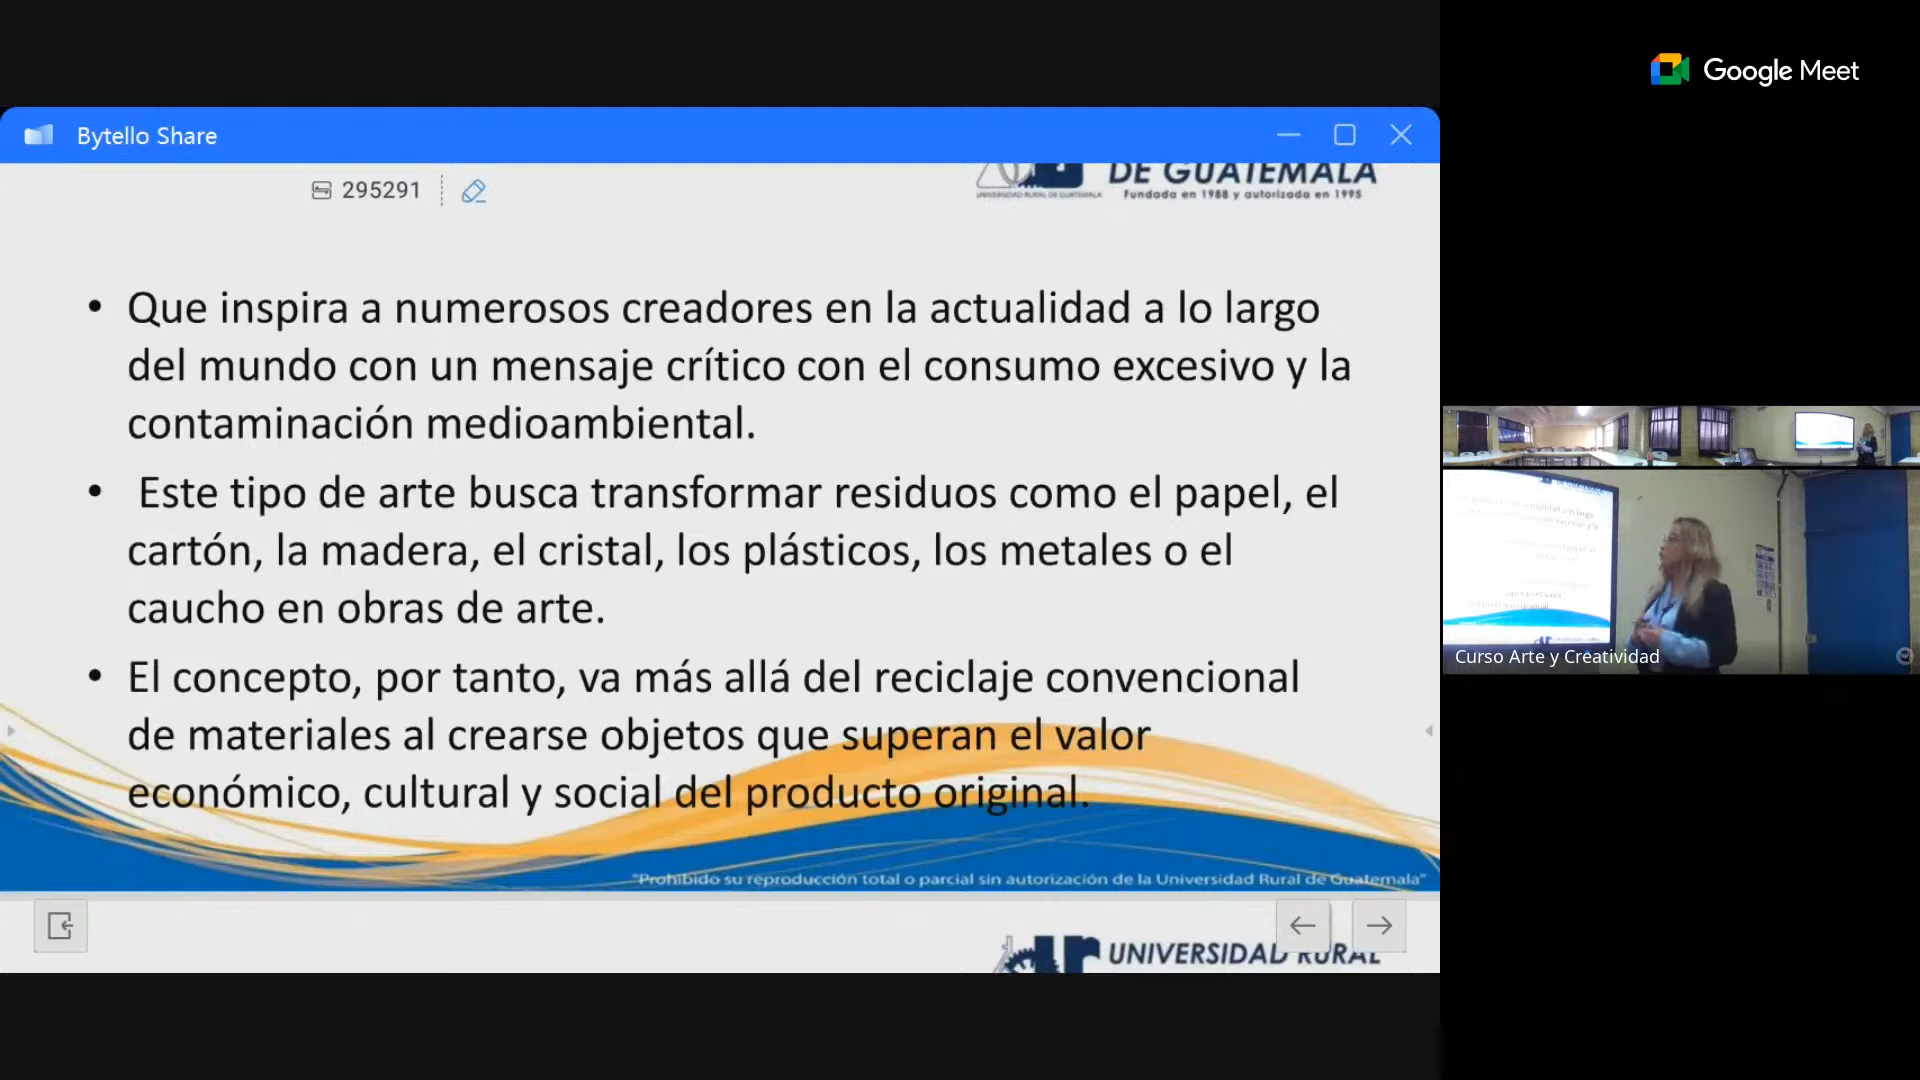 Google Meet
Bytello Share
295291
DE GUATEMALA
UNIVERSIDAD RURAL DE GUATEMALA
Fundada en 1988 y autorizada en 1995
• Que inspira a numerosos creadores en la actualidad a lo largo
del mundo con un mensaje crítico con el consumo excesivo y la
contaminación medioambiental.
• Este tipo de arte busca transformar residuos como el papel, el
cartón, la madera, el cristal, los plásticos, los metales o el
caucho en obras de arte.
• El concepto, por tanto, va más allá del reciclaje convencional
de materiales al crearse objetos que superan el valor
económico, cultural y social del producto original.
"Prohibido su reproducción total o parcial sin autorización de la Universidad Rural de Guatemala"
UNIVERSIDAD RURAL
Curso Arte y Creatividad